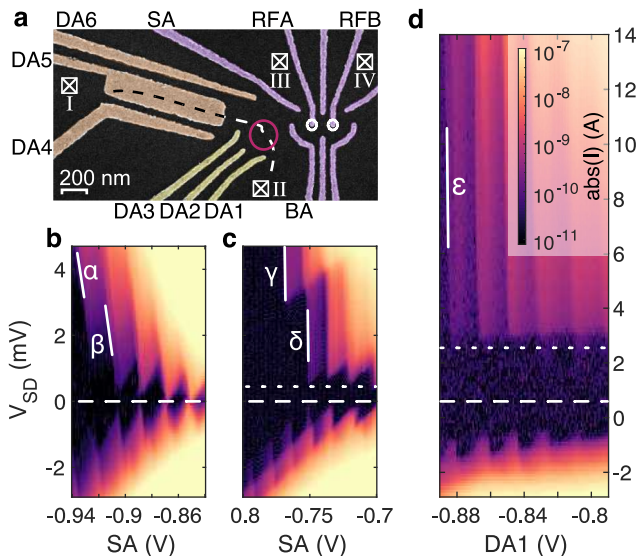 a
DA6 SA RFA RFB
DA5
I
III
IV
DA4
II
200 nm
DA3 DA2 DA1 BA
b
c
d
α
β
γ
δ
ε
V_SD (mV)
4
2
0
-2
-0.94 -0.9 -0.86
SA (V)
0.8 -0.75 -0.7
SA (V)
10^-7
10^-8
10^-9
10^-10
10^-11
abs(I) (A)
14
12
10
8
6
4
2
0
-2
-0.88 -0.84 -0.8
DA1 (V)